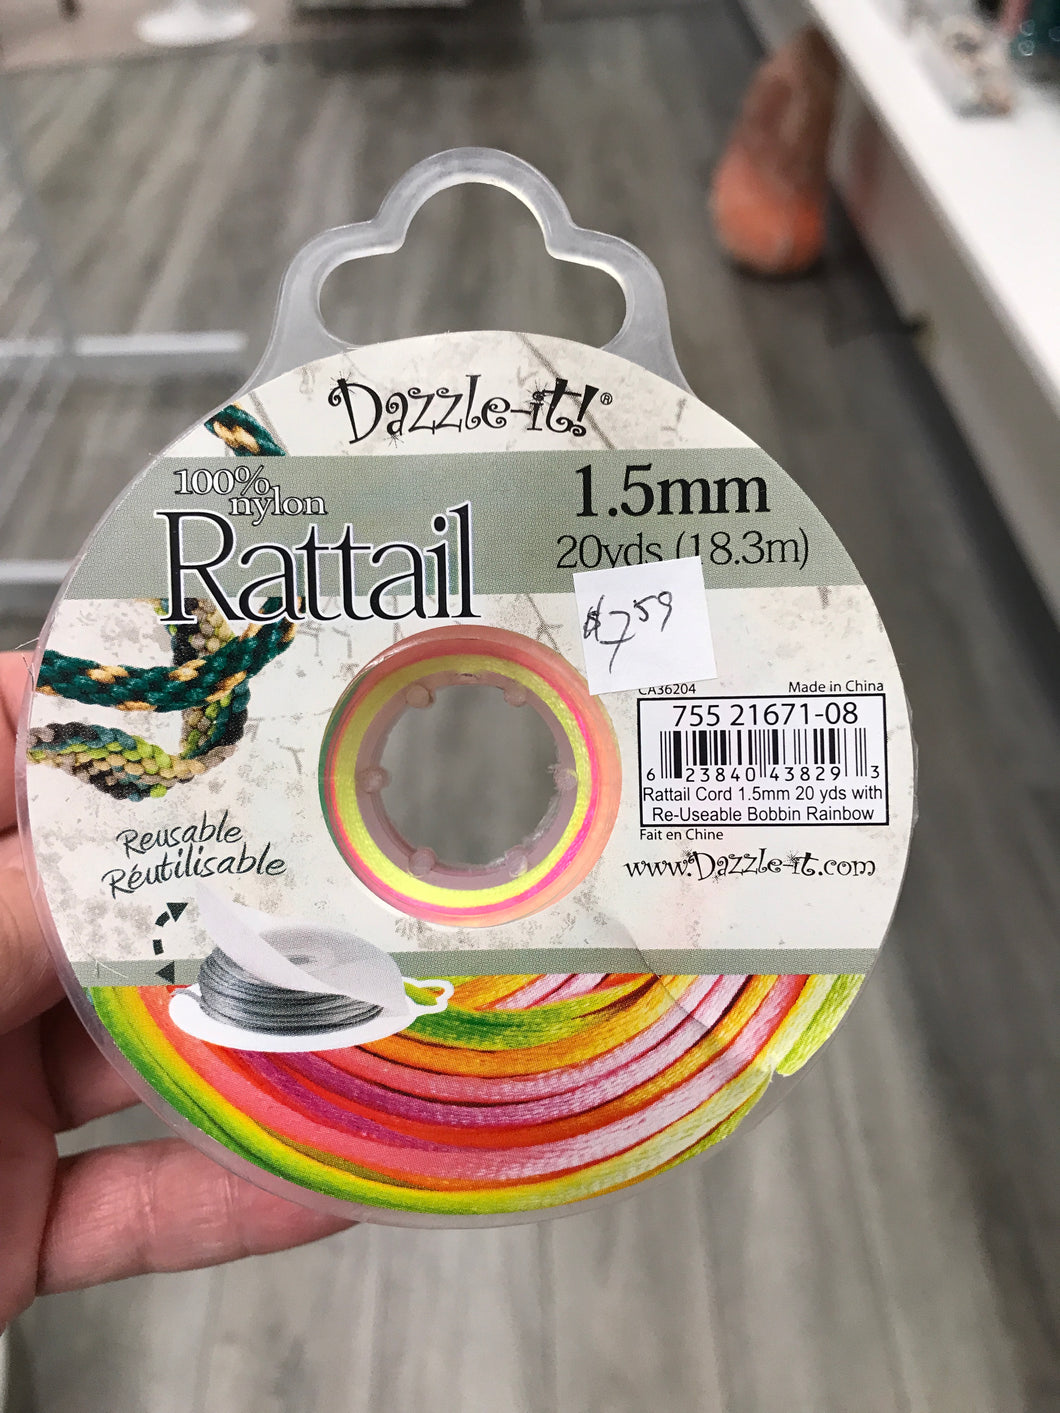 Dazzle-it!®
100%
nylon
Rattail
1.5mm
20yds (18.3m)
$7.59
CA36204 Made in China
755 21671-08
6 23840 43829 3
Rattail Cord 1.5mm 20 yds with
Re-Useable Bobbin Rainbow
Fait en Chine
www.Dazzle-it.com
Reusable
Réutilisable